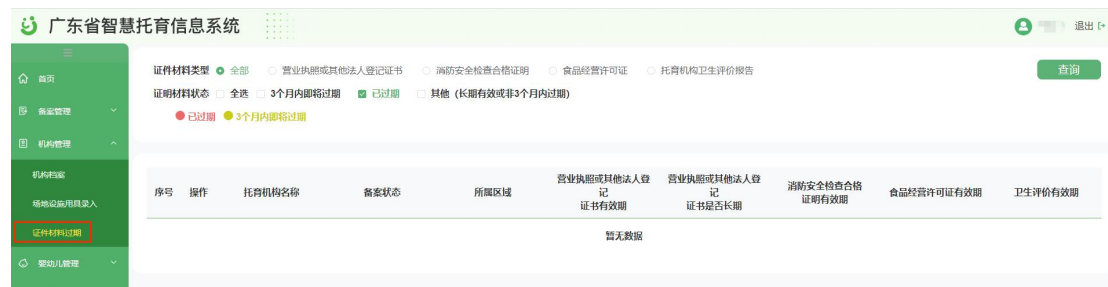 广东省智慧托育信息系统
退出
首页
备案管理
机构管理
机构档案
场地设施用具录入
证件材料过期
婴幼儿管理
证件材料类型 全部 营业执照或其他法人登记证书 消防安全检查合格证明 食品经营许可证 托育机构卫生评价报告
查询
证明材料状态 全选 3个月内即将过期 已过期 其他 (长期有效或非3个月内过期)
已过期 3个月内即将过期
序号 操作 托育机构名称 备案状态 所属区域 营业执照或其他法人登记证书有效期 营业执照或其他法人登记证书是否长期 消防安全检查合格证明有效期 食品经营许可证有效期 卫生评价有效期
暂无数据